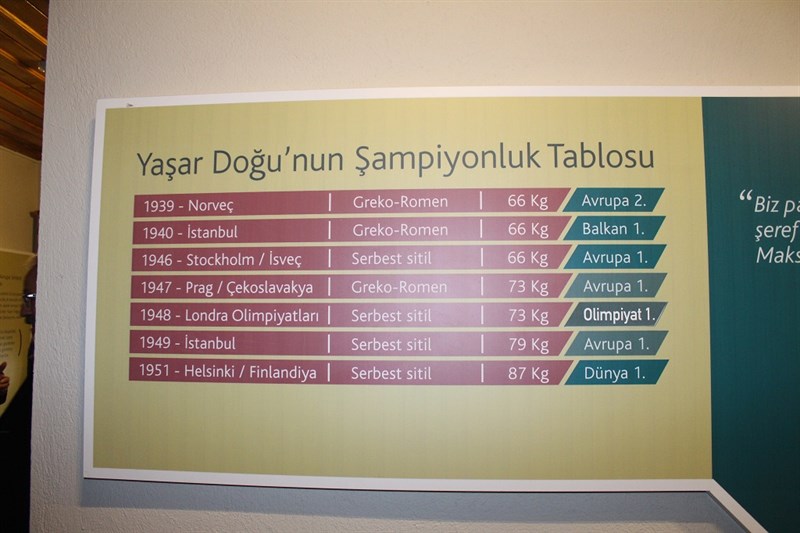 Yaşar Doğu'nun Şampiyonluk Tablosu
1939 - Norveç | Greko-Romen | 66 Kg Avrupa 2.
1940 - İstanbul | Greko-Romen | 66 Kg Balkan 1.
1946 - Stockholm / İsveç | Serbest sitil | 66 Kg Avrupa 1.
1947 - Prag / Çekoslavakya | Greko-Romen | 73 Kg Avrupa 1.
1948 - Londra Olimpiyatları | Serbest sitil | 73 Kg Olimpiyat 1.
1949 - İstanbul | Serbest sitil | 79 Kg Avrupa 1.
1951 - Helsinki / Finlandiya | Serbest sitil | 87 Kg Dünya 1.
“Biz
şeref